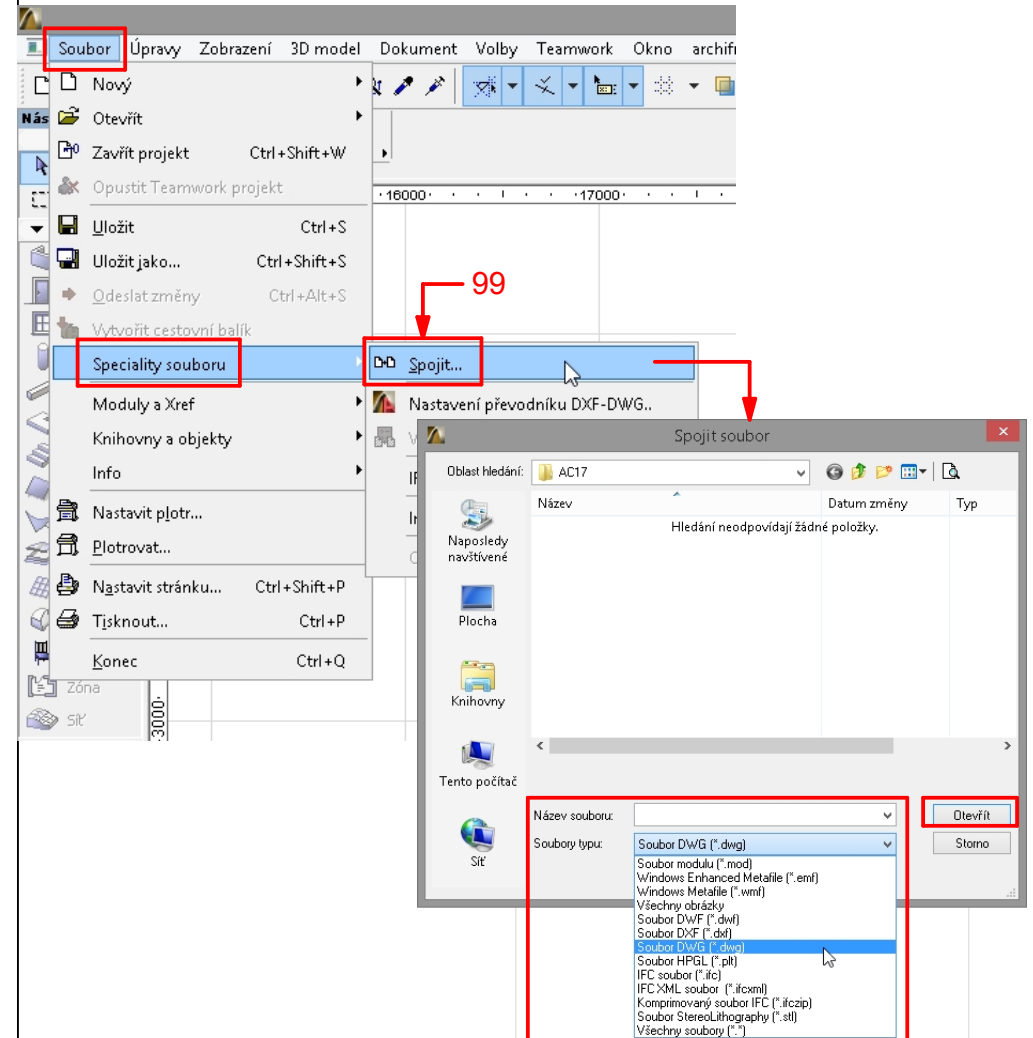 Soubor Úpravy Zobrazení 3D model Dokument Volby Teamwork Okno archifr
Nový
Nás
Otevřít
Zavřít projekt Ctrl+Shift+W
Opustit Teamwork projekt
·16000· ·17000·
Uložit Ctrl+S
Uložit jako... Ctrl+Shift+S
Odeslat změny Ctrl+Alt+S
99
Vytvořit cestovní balík
Speciality souboru
Spojit...
Moduly a Xref
Nastavení převodníku DXF-DWG..
Knihovny a objekty
V
Info
IF
Nastavit plotr...
Plotrovat...
Nastavit stránku... Ctrl+Shift+P
Tisknout... Ctrl+P
Konec Ctrl+Q
Zóna
Síť
·3000·
Spojit soubor
Oblast hledání: AC17
Název Datum změny Typ
Hledání neodpovídají žádné položky.
Naposledy
navštívené
Plocha
Knihovny
Tento počítač
Síť
Název souboru: Otevřít
Soubory typu: Soubor DWG (*.dwg) Storno
Soubor modulu (*.mod)
Windows Enhanced Metafile (*.emf)
Windows Metafile (*.wmf)
Všechny obrázky
Soubor DWF (*.dwf)
Soubor DXF (*.dxf)
Soubor DWG (*.dwg)
Soubor HPGL (*.plt)
IFC soubor (*.ifc)
IFC XML soubor (*.ifcxml)
Komprimovaný soubor IFC (*.ifczip)
Soubor StereoLithography (*.stl)
Všechny soubory (*.*)